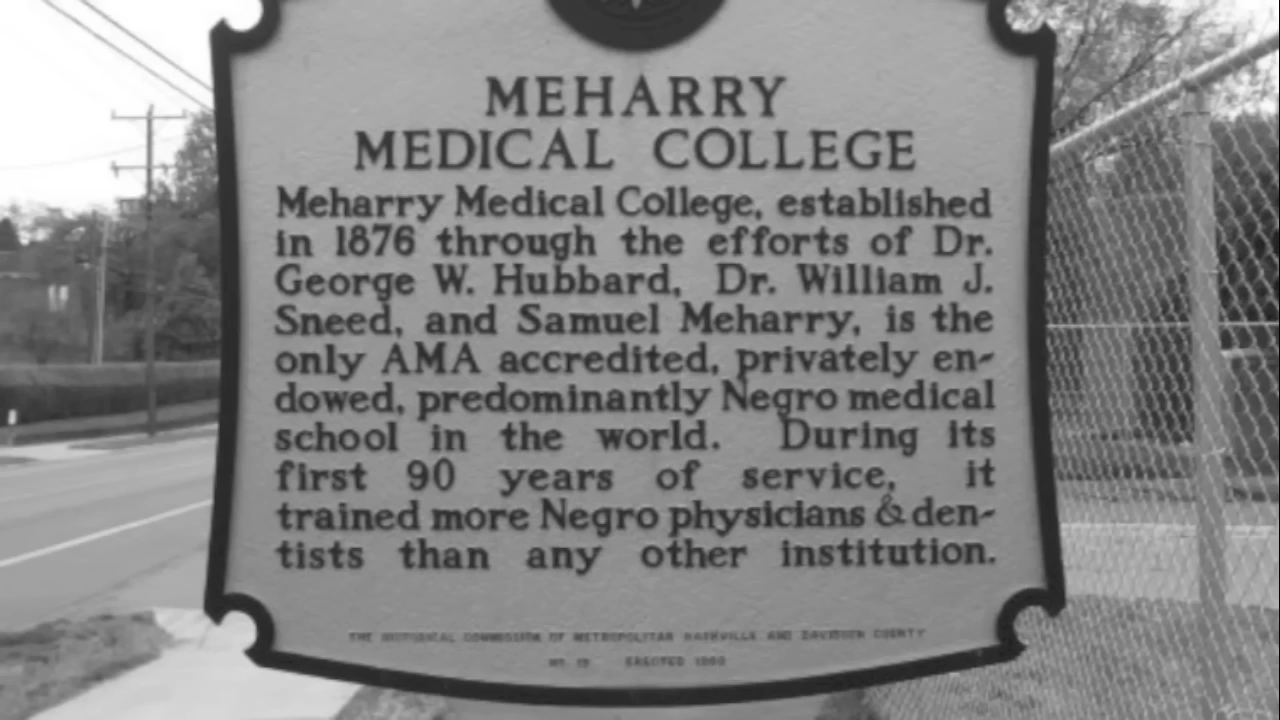 MEHARRY
MEDICAL COLLEGE
Meharry Medical College, established
in 1876 through the efforts of Dr.
George W. Hubbard, Dr. William J.
Sneed, and Samuel Meharry, is the
only AMA accredited, privately en-
dowed, predominantly Negro medical
school in the world. During its
first 90 years of service, it
trained more Negro physicians & den-
tists than any other institution.
THE HISTORICAL COMMISSION OF METROPOLITAN NASHVILLE AND DAVIDSON COUNTY
NO. ERECTED